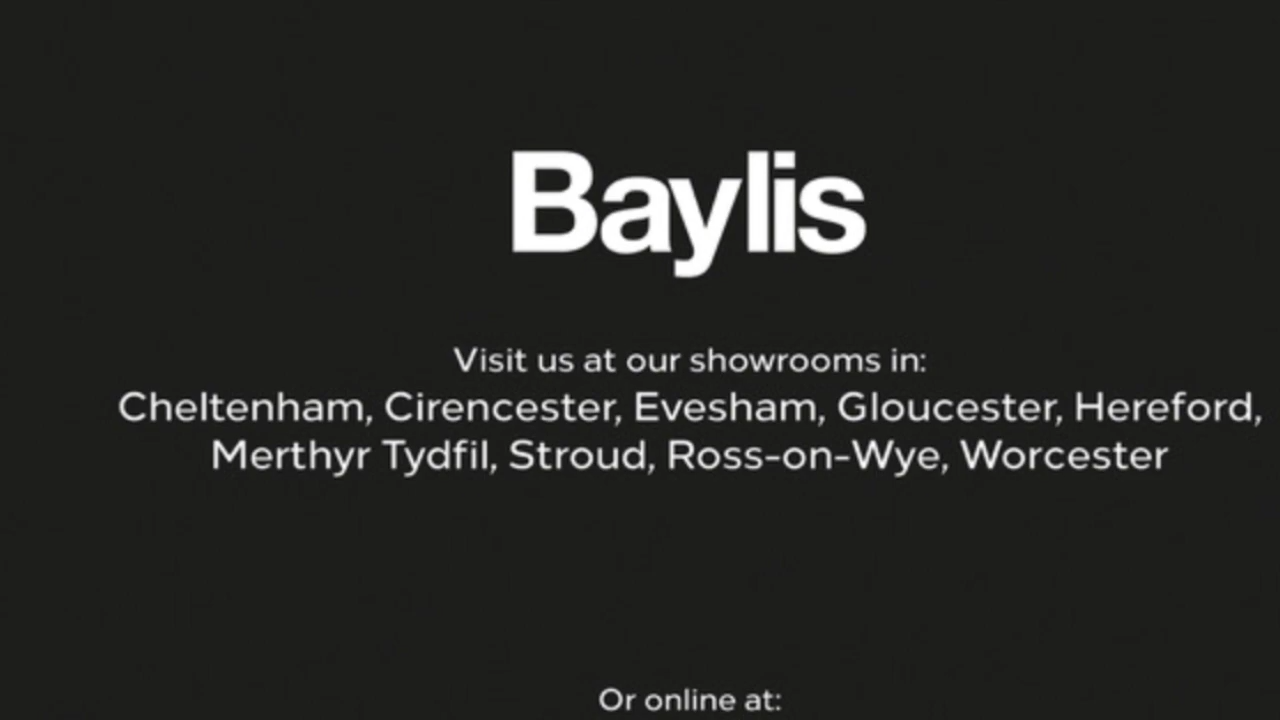 Baylis
Visit us at our showrooms in:
Cheltenham, Cirencester, Evesham, Gloucester, Hereford,
Merthyr Tydfil, Stroud, Ross-on-Wye, Worcester
Or online at: